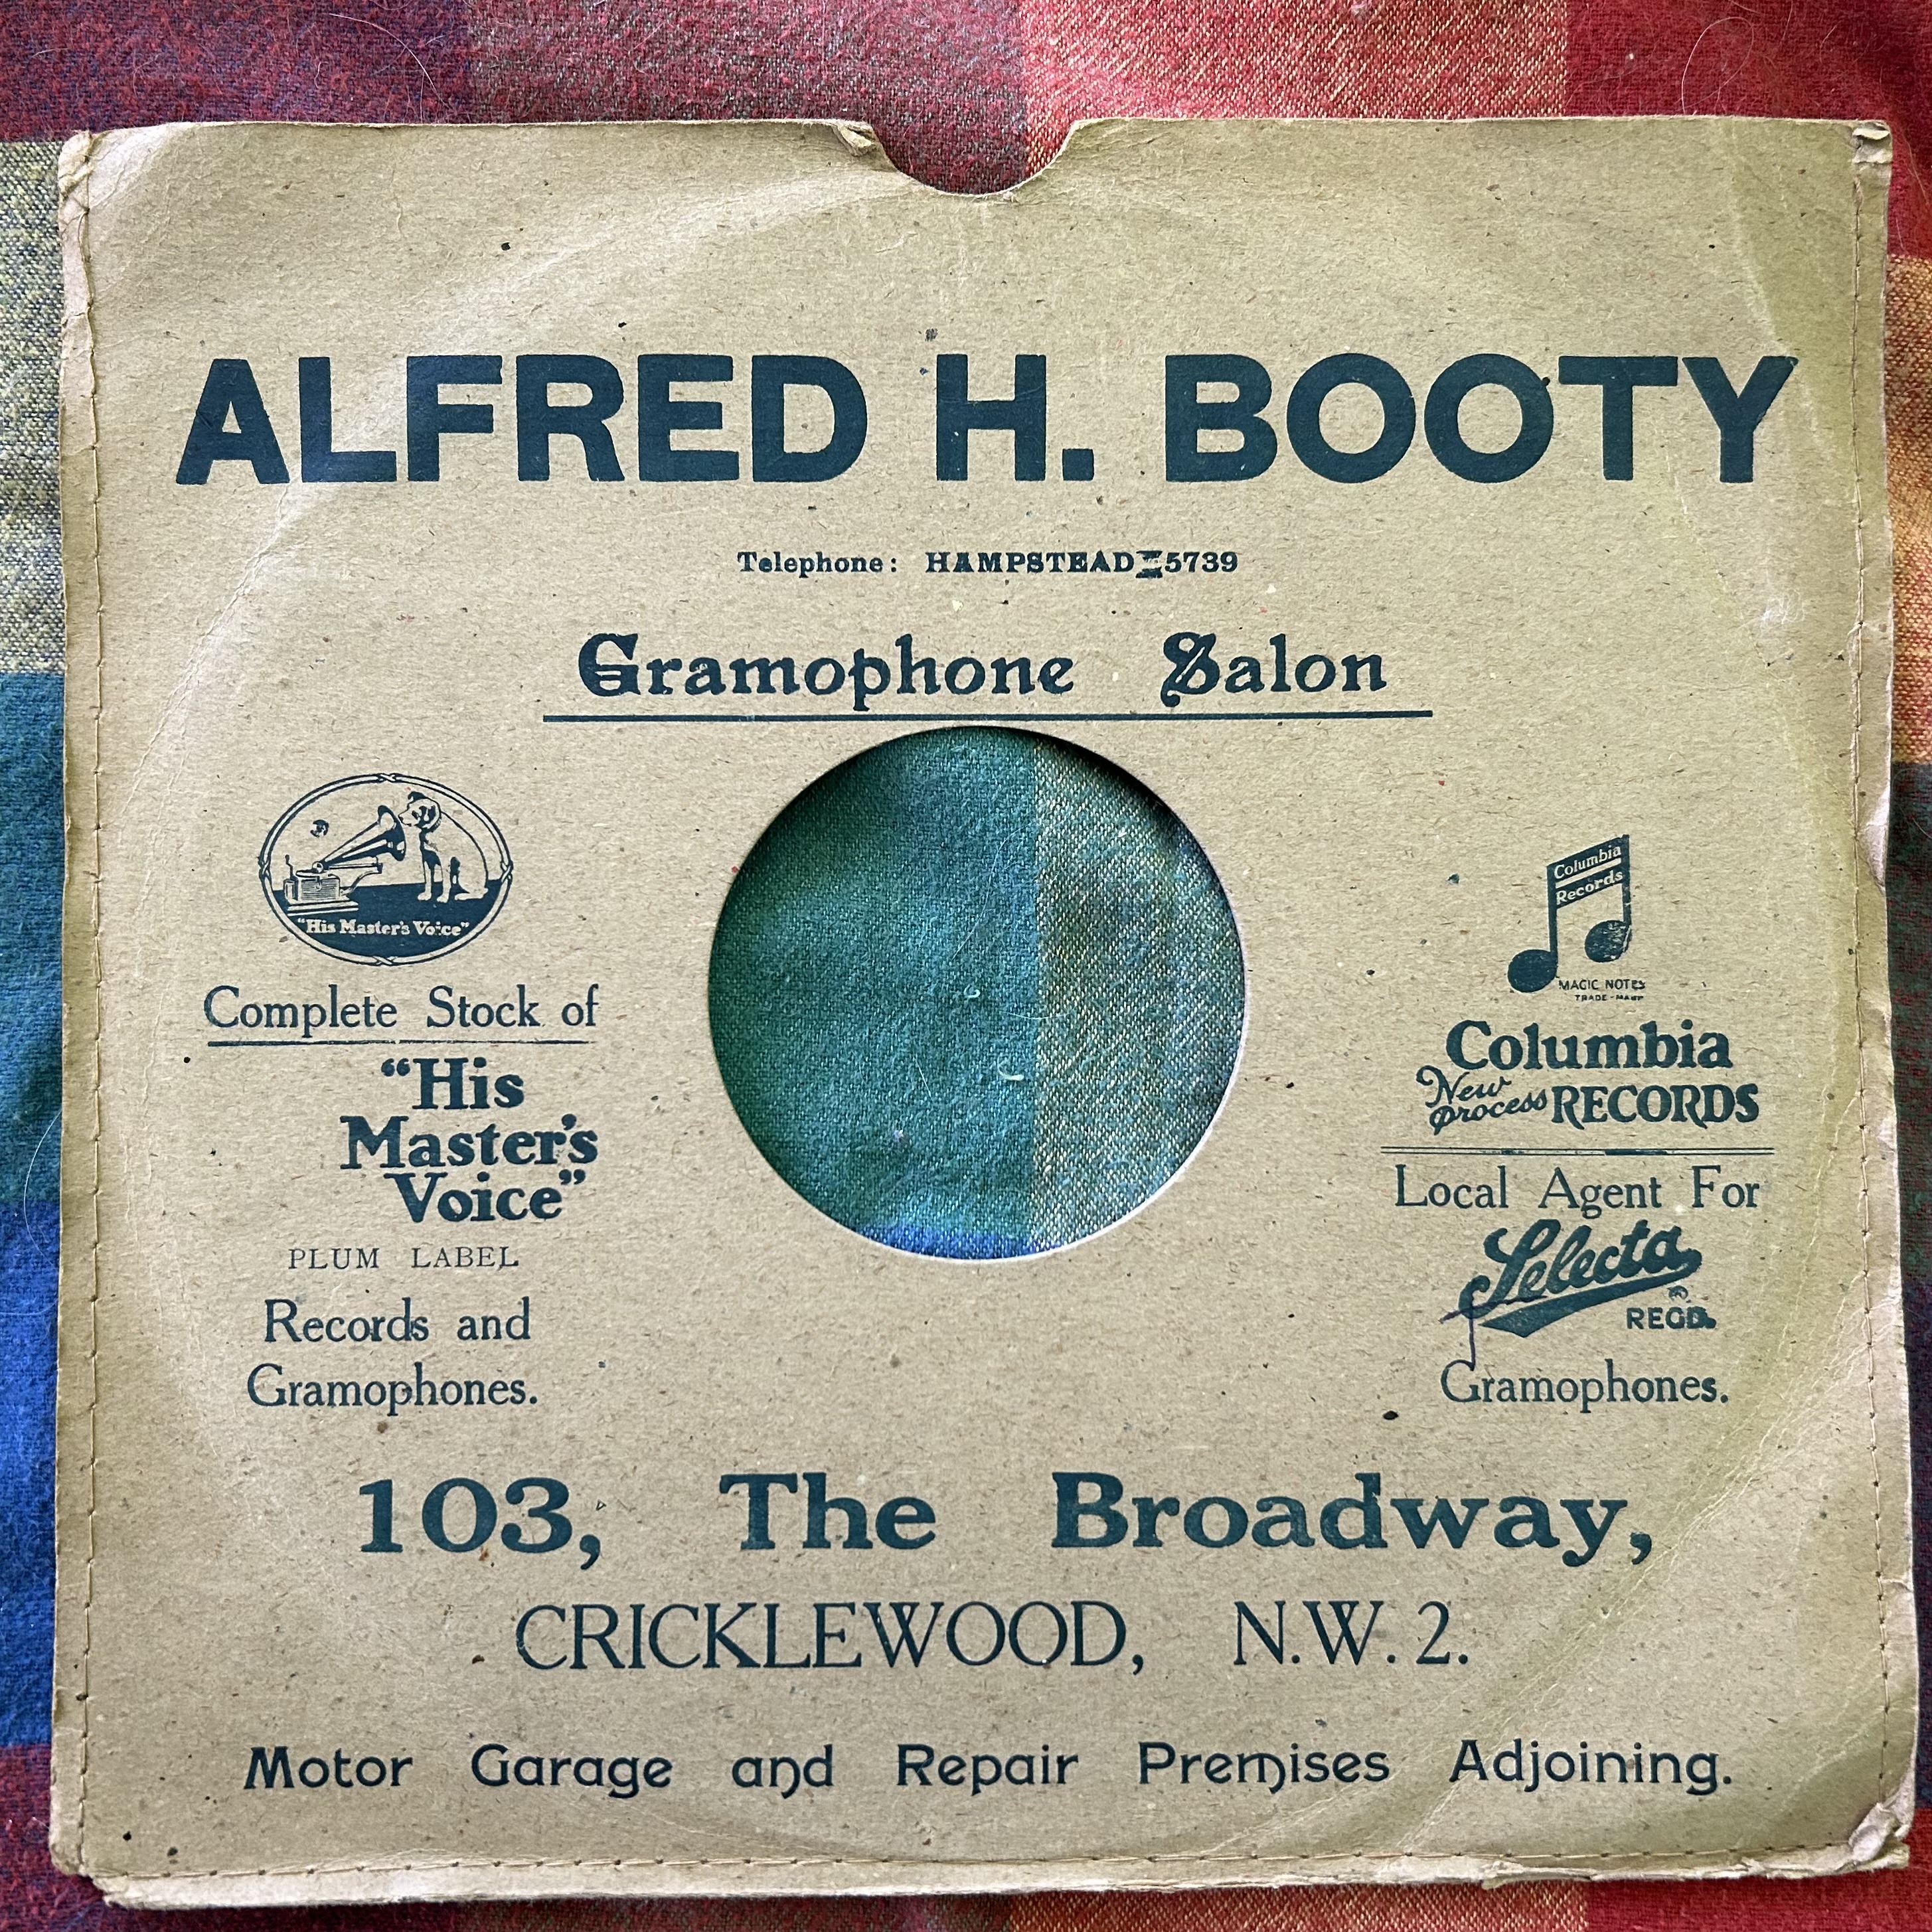 ALFRED H. BOOTY
Telephone: HAMPSTEAD 5739
Gramophone Salon
"His Master's Voice"
Complete Stock of
"His
Master's
Voice"
PLUM LABEL
Records and
Gramophones.
Columbia
Records
MAGIC NOTES
TRADE-MARK
Columbia
New process RECORDS
Local Agent For
Selecta
REGD.
Gramophones.
103, The Broadway,
CRICKLEWOOD, N.W. 2.
Motor Garage and Repair Premises Adjoining.